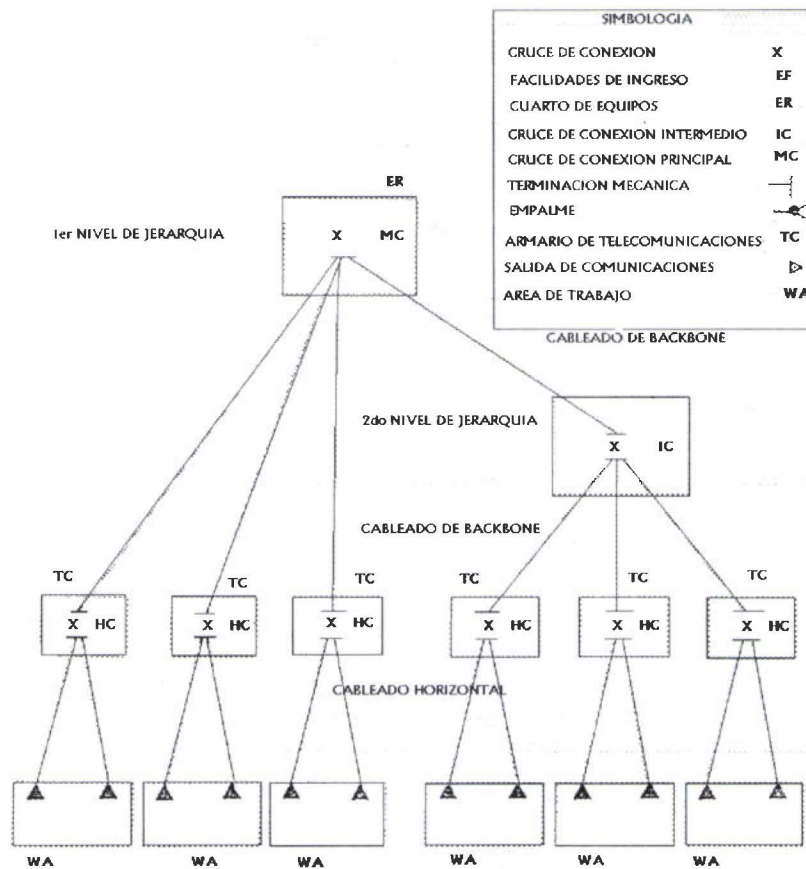 SIMBOLOGIA
CRUCE DE CONEXION X
FACILIDADES DE INGRESO EF
CUARTO DE EQUIPOS ER
CRUCE DE CONEXION INTERMEDIO IC
CRUCE DE CONEXION PRINCIPAL MC
TERMINACION MECANICA
EMPALME
ARMARIO DE TELECOMUNICACIONES TC
SALIDA DE COMUNICACIONES
AREA DE TRABAJO WA
ER
1er NIVEL DE JERARQUIA
X MC
CABLEADO DE BACKBONE
2do NIVEL DE JERARQUIA
X IC
CABLEADO DE BACKBONE
TC TC TC TC TC TC
X HC X HC X HC X HC X HC X HC
CABLEADO HORIZONTAL
WA WA WA WA WA WA